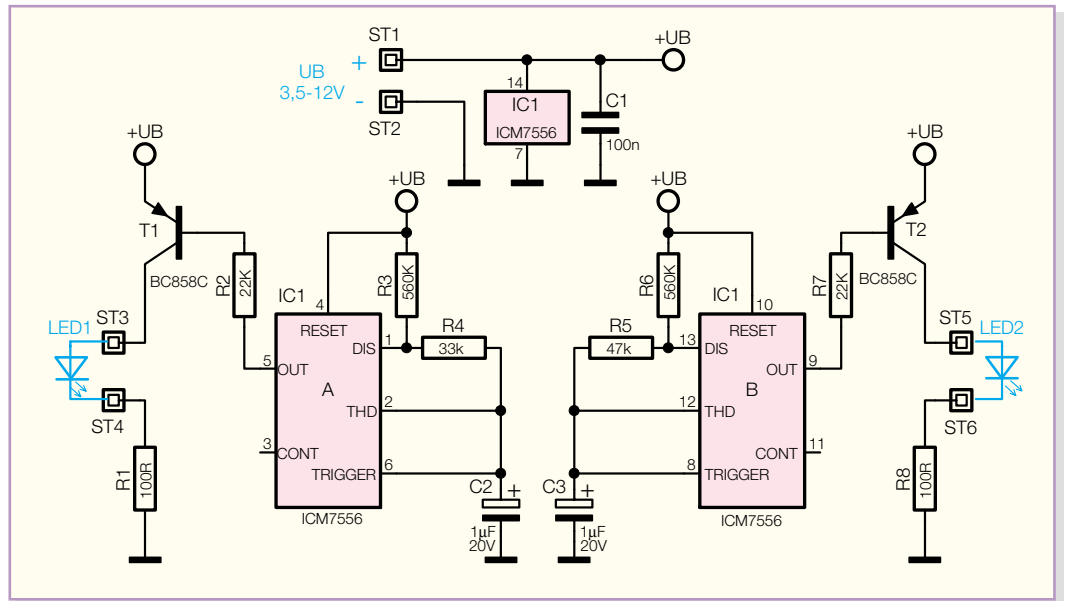 ST1
+UB
+
UB
3,5-12V
-
ST2
14
IC1
ICM7556
7
C1
100n
+UB
T1
BC858C
R2
22K
LED1
ST3
ST4
R1
100R
+UB
R3
560K
IC1
4
RESET
DIS
1
5
OUT
A
THD
2
3
CONT
TRIGGER
6
ICM7556
R4
33k
C2
+
1µF
20V
+UB
R6
560K
IC1
10
RESET
13
DIS
OUT
9
B
12
THD
CONT
11
8
TRIGGER
ICM7556
R5
47k
C3
+
1µF
20V
+UB
T2
BC858C
R7
22K
ST5
LED2
ST6
R8
100R